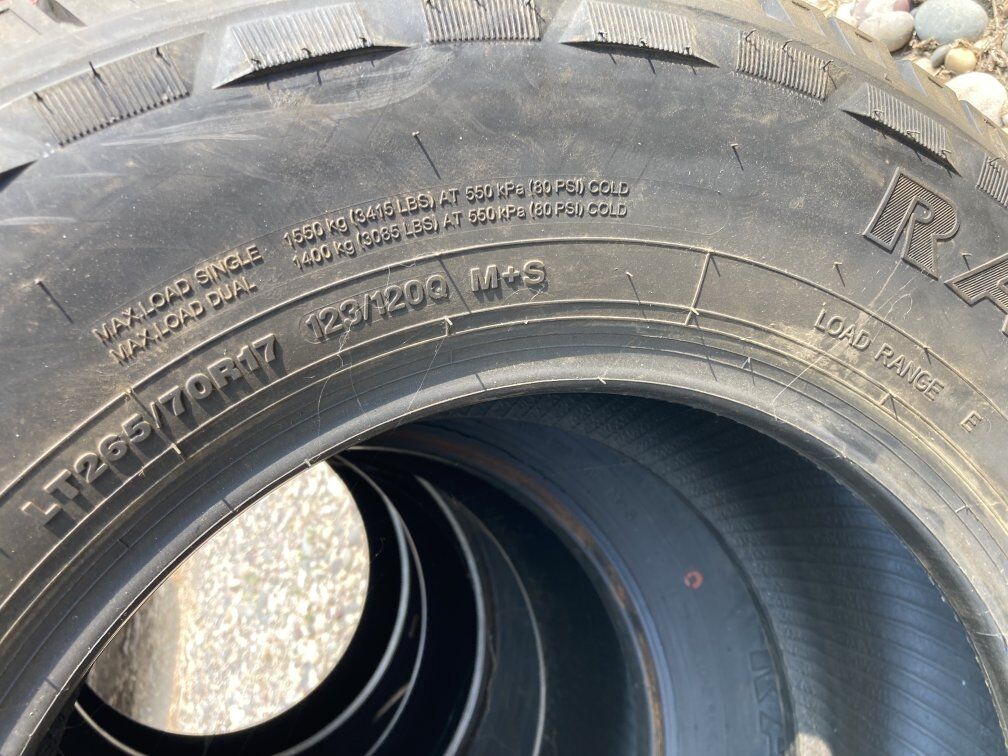 MAX.LOAD SINGLE 1550 kg (3415 LBS) AT 550 kPa (80 PSI) COLD
MAX.LOAD DUAL 1400 kg (3085 LBS) AT 550 kPa (80 PSI) COLD
LT265/70R17 123/120Q M+S
LOAD RANGE E
RA